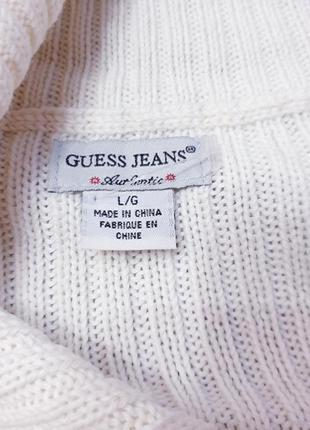 GUESS JEANS®
Authentic
L/G
MADE IN CHINA
FABRIQUE EN
CHINE